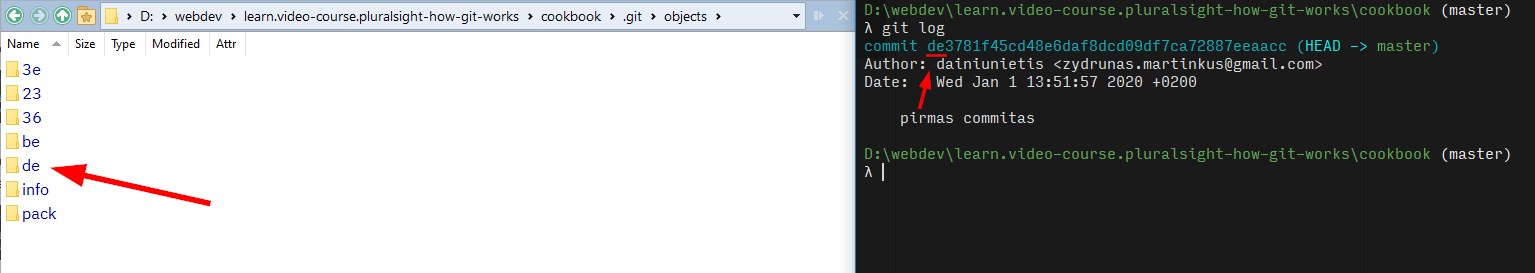 D: webdev learn.video-course.pluralsight-how-git-works cookbook .git objects
Name Size Type Modified Attr
3e
23
36
be
de
info
pack
D:\webdev\learn.video-course.pluralsight-how-git-works\cookbook (master)
λ git log
commit de3781f45cd48e6daf8dcd09df7ca72887eeaacc (HEAD -> master)
Author: dainiunietis <zydrunas.martinkus@gmail.com>
Date: Wed Jan 1 13:51:57 2020 +0200
pirmas commitas
D:\webdev\learn.video-course.pluralsight-how-git-works\cookbook (master)
λ